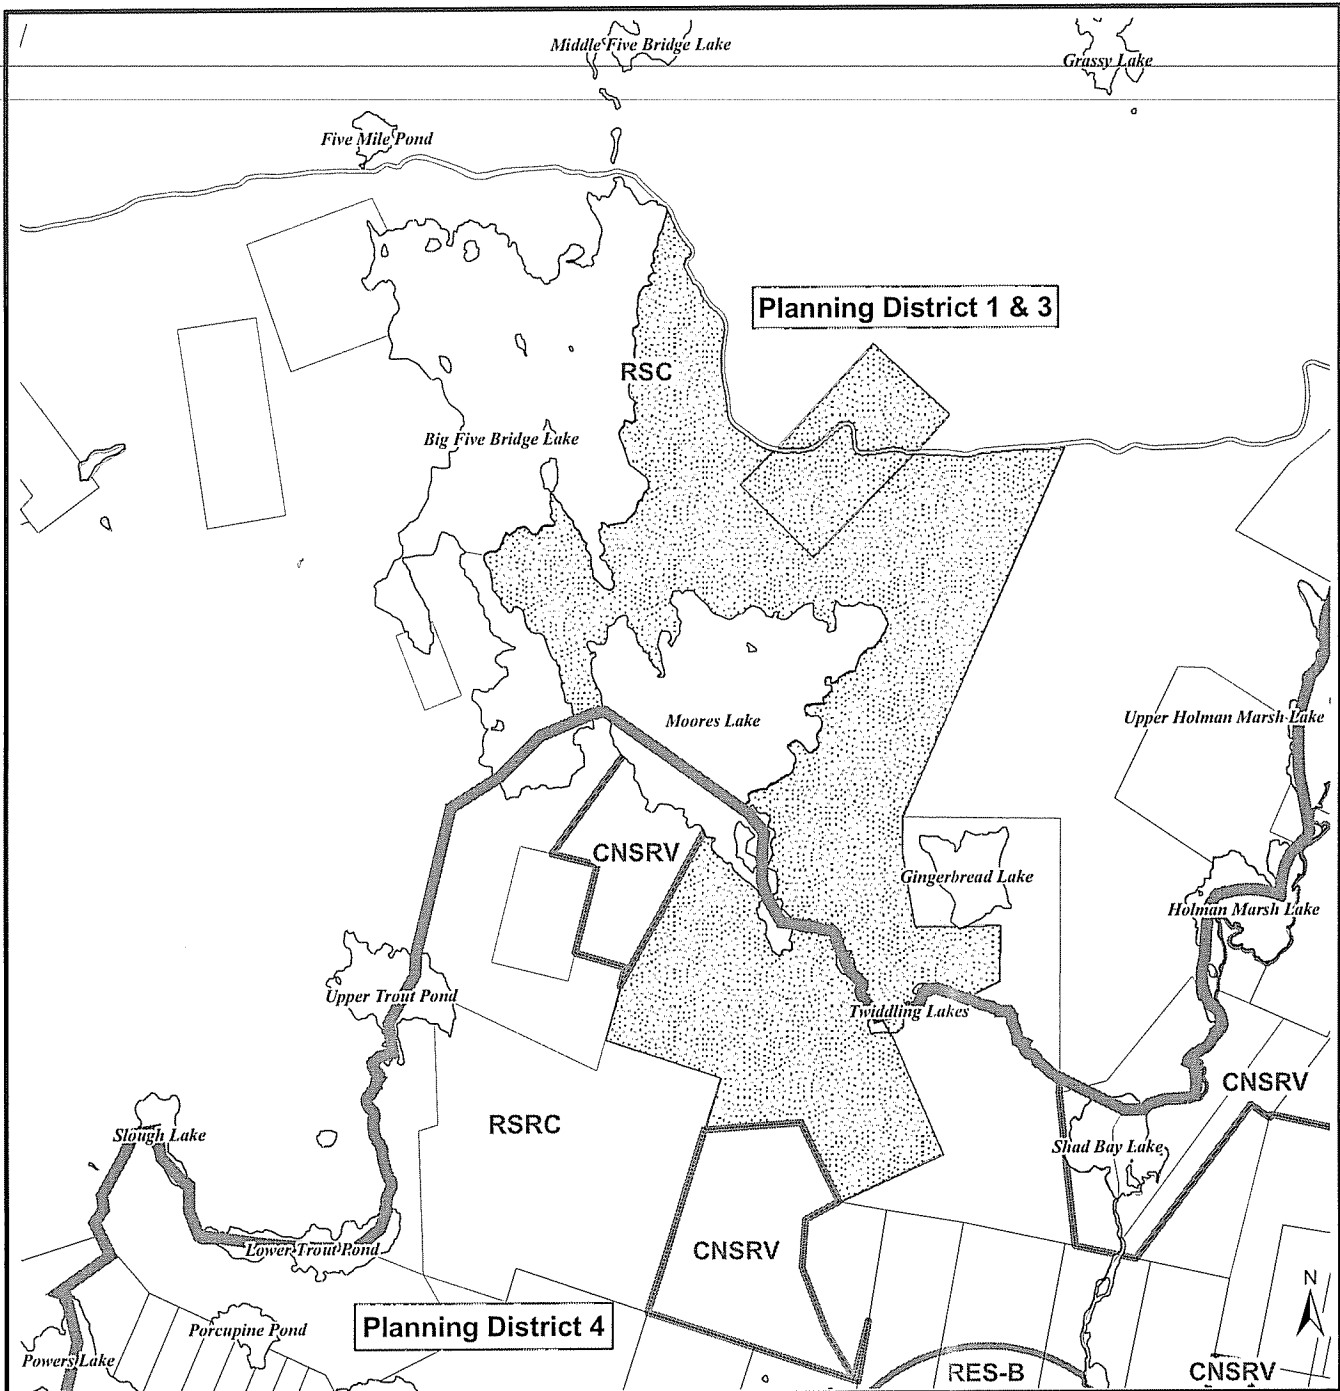 Middle Five Bridge Lake
Grassy Lake
Five Mile Pond
Planning District 1 & 3
RSC
Big Five Bridge Lake
Moores Lake
Upper Holman Marsh Lake
CNSRV
Gingerbread Lake
Holman Marsh Lake
Upper Trout Pond
Twiddling Lakes
CNSRV
RSRC
Slough Lake
Shad Bay Lake
Lower Trout Pond
CNSRV
N
Porcupine Pond
Planning District 4
Powers Lake
RES-B
CNSRV